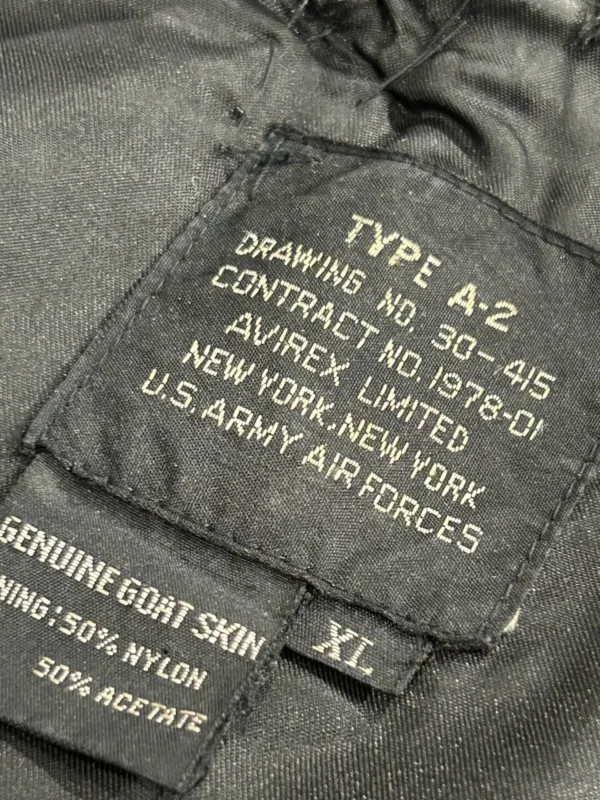 TYPE A-2
DRAWING NO. 30-415
CONTRACT NO. 1978-01
AVIREX LIMITED
NEW YORK, NEW YORK
U.S. ARMY AIR FORCES
GENUINE GOAT SKIN
NING: 50% NYLON
50% ACETATE
XL